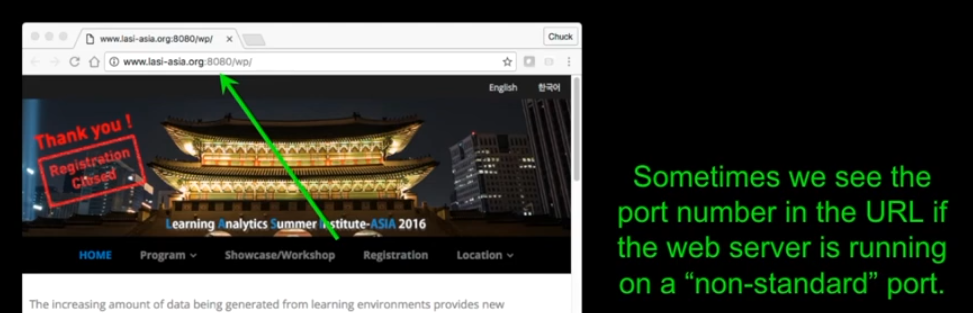 www.lasi-asia.org:8080/wp/
Chuck
www.lasi-asia.org:8080/wp/
English 한국어
Thank you !
Registration
Closed
Learning Analytics Summer Institute-ASIA 2016
HOME Program Showcase/Workshop Registration Location
The increasing amount of data being generated from learning environments provides new
Sometimes we see the
port number in the URL if
the web server is running
on a “non-standard” port.